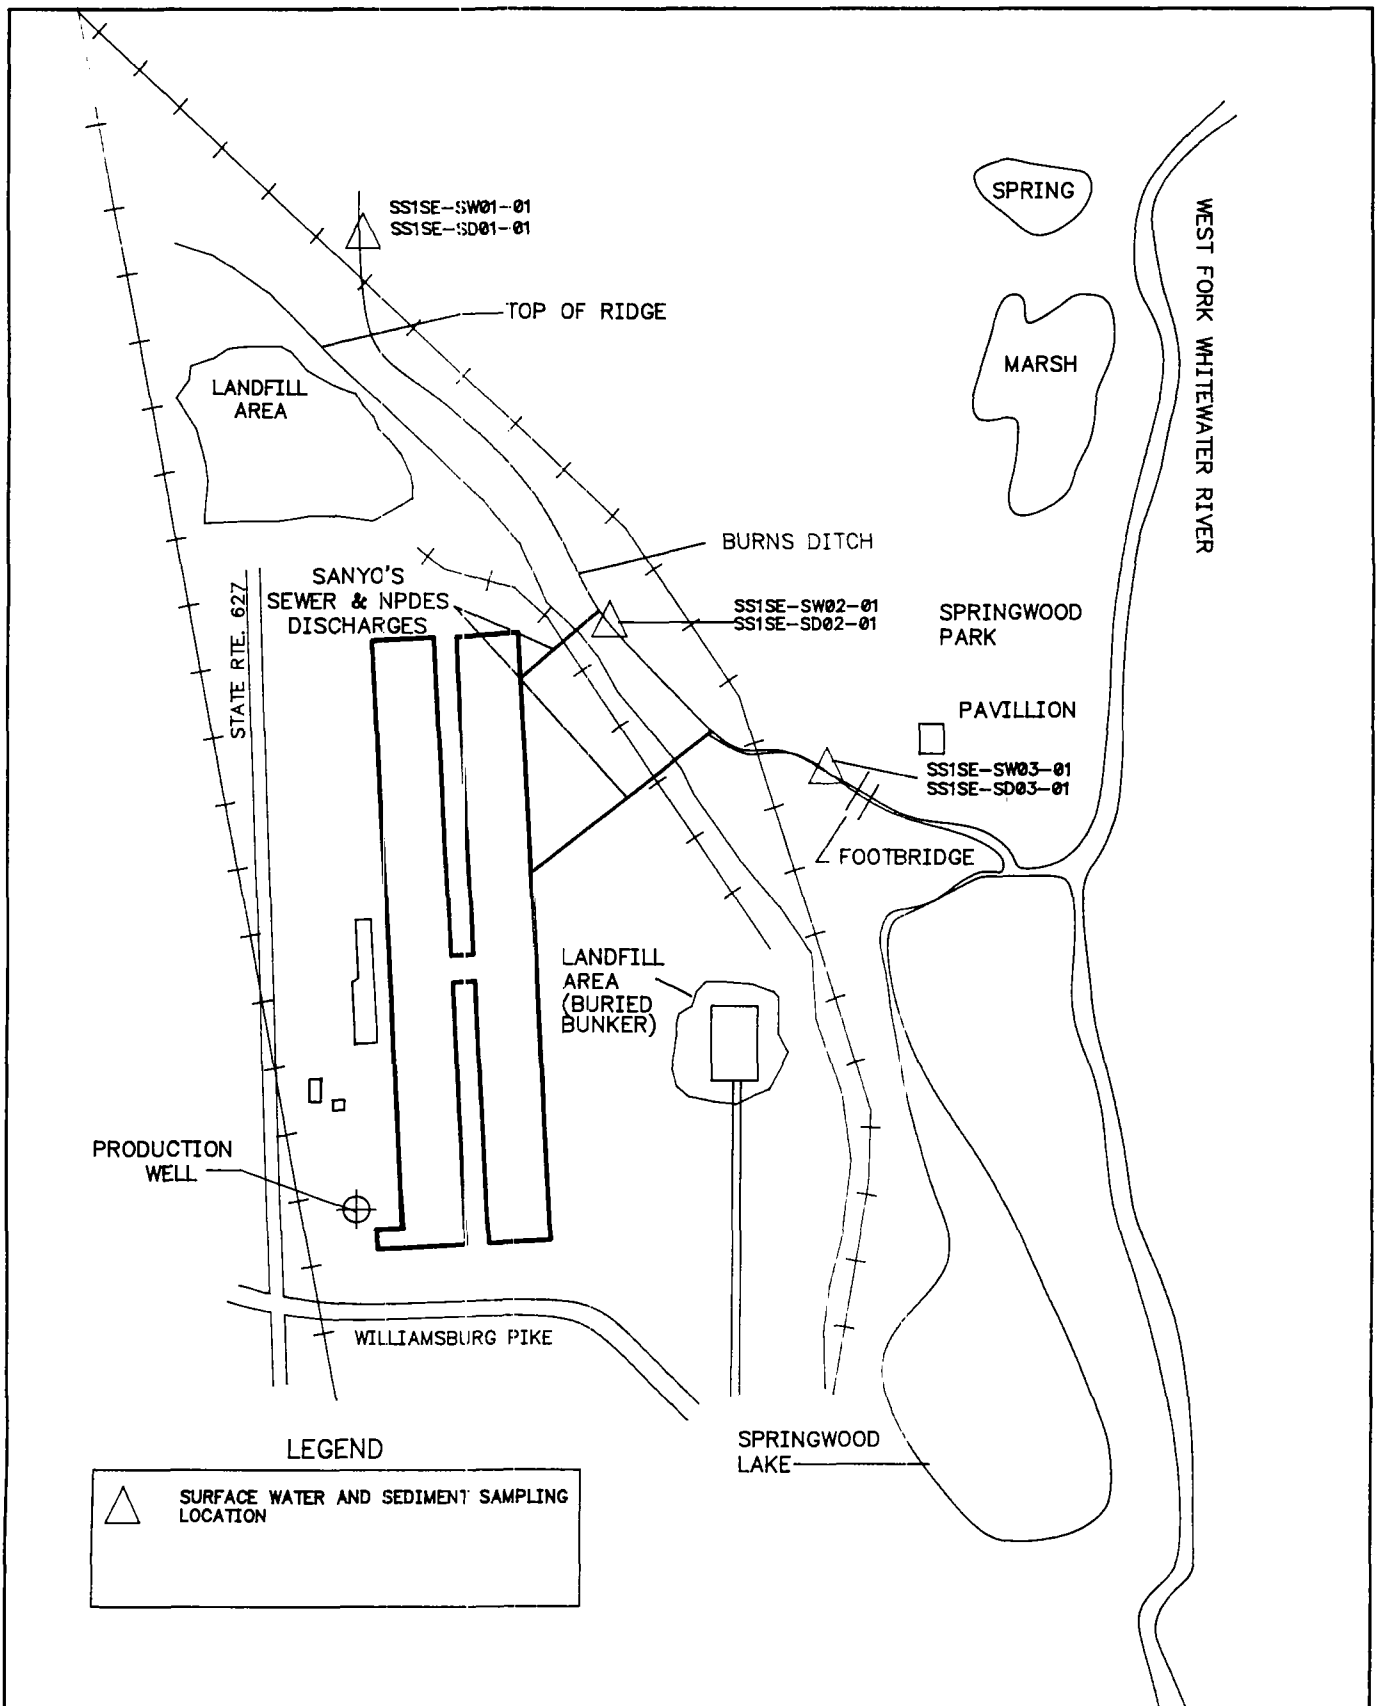 SS1SE-SW01-01
SS1SE-SD01-01
SPRING
WEST FORK WHITEWATER RIVER
TOP OF RIDGE
MARSH
LANDFILL
AREA
BURNS DITCH
SANYO'S
SEWER & NPDES
DISCHARGES
STATE RTE. 627
SS1SE-SW02-01
SS1SE-SD02-01
SPRINGWOOD
PARK
PAVILLION
SS1SE-SW03-01
SS1SE-SD03-01
FOOTBRIDGE
LANDFILL
AREA
(BURIED
BUNKER)
PRODUCTION
WELL
WILLIAMSBURG PIKE
SPRINGWOOD
LAKE
LEGEND
SURFACE WATER AND SEDIMENT SAMPLING
LOCATION